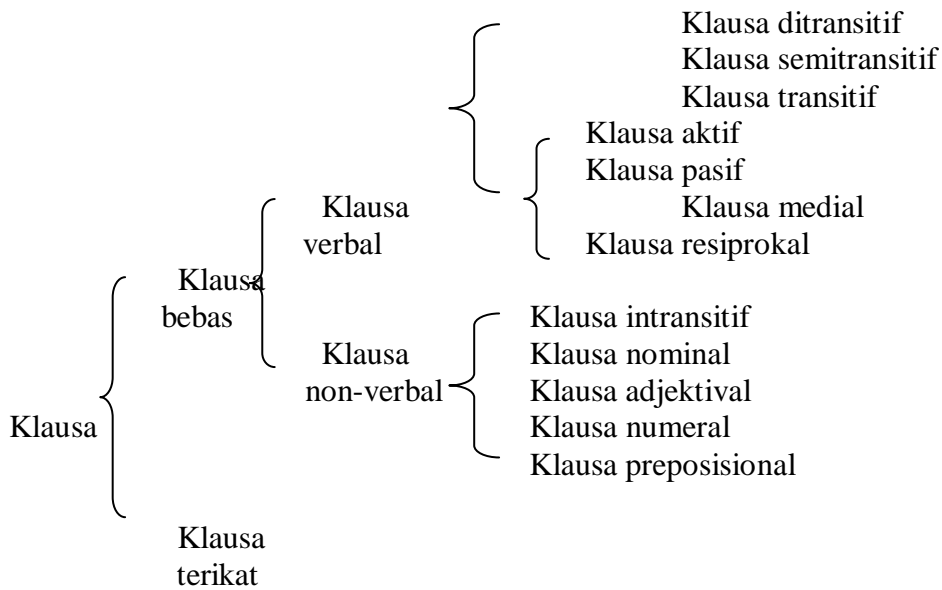 Klausa ditransitif
Klausa semitransitif
Klausa transitif
Klausa aktif
Klausa pasif
Klausa
verbal
Klausa medial
Klausa resiprokal
Klausa
bebas
Klausa intransitif
Klausa
non-verbal
Klausa nominal
Klausa adjektival
Klausa
Klausa numeral
Klausa preposisional
Klausa
terikat